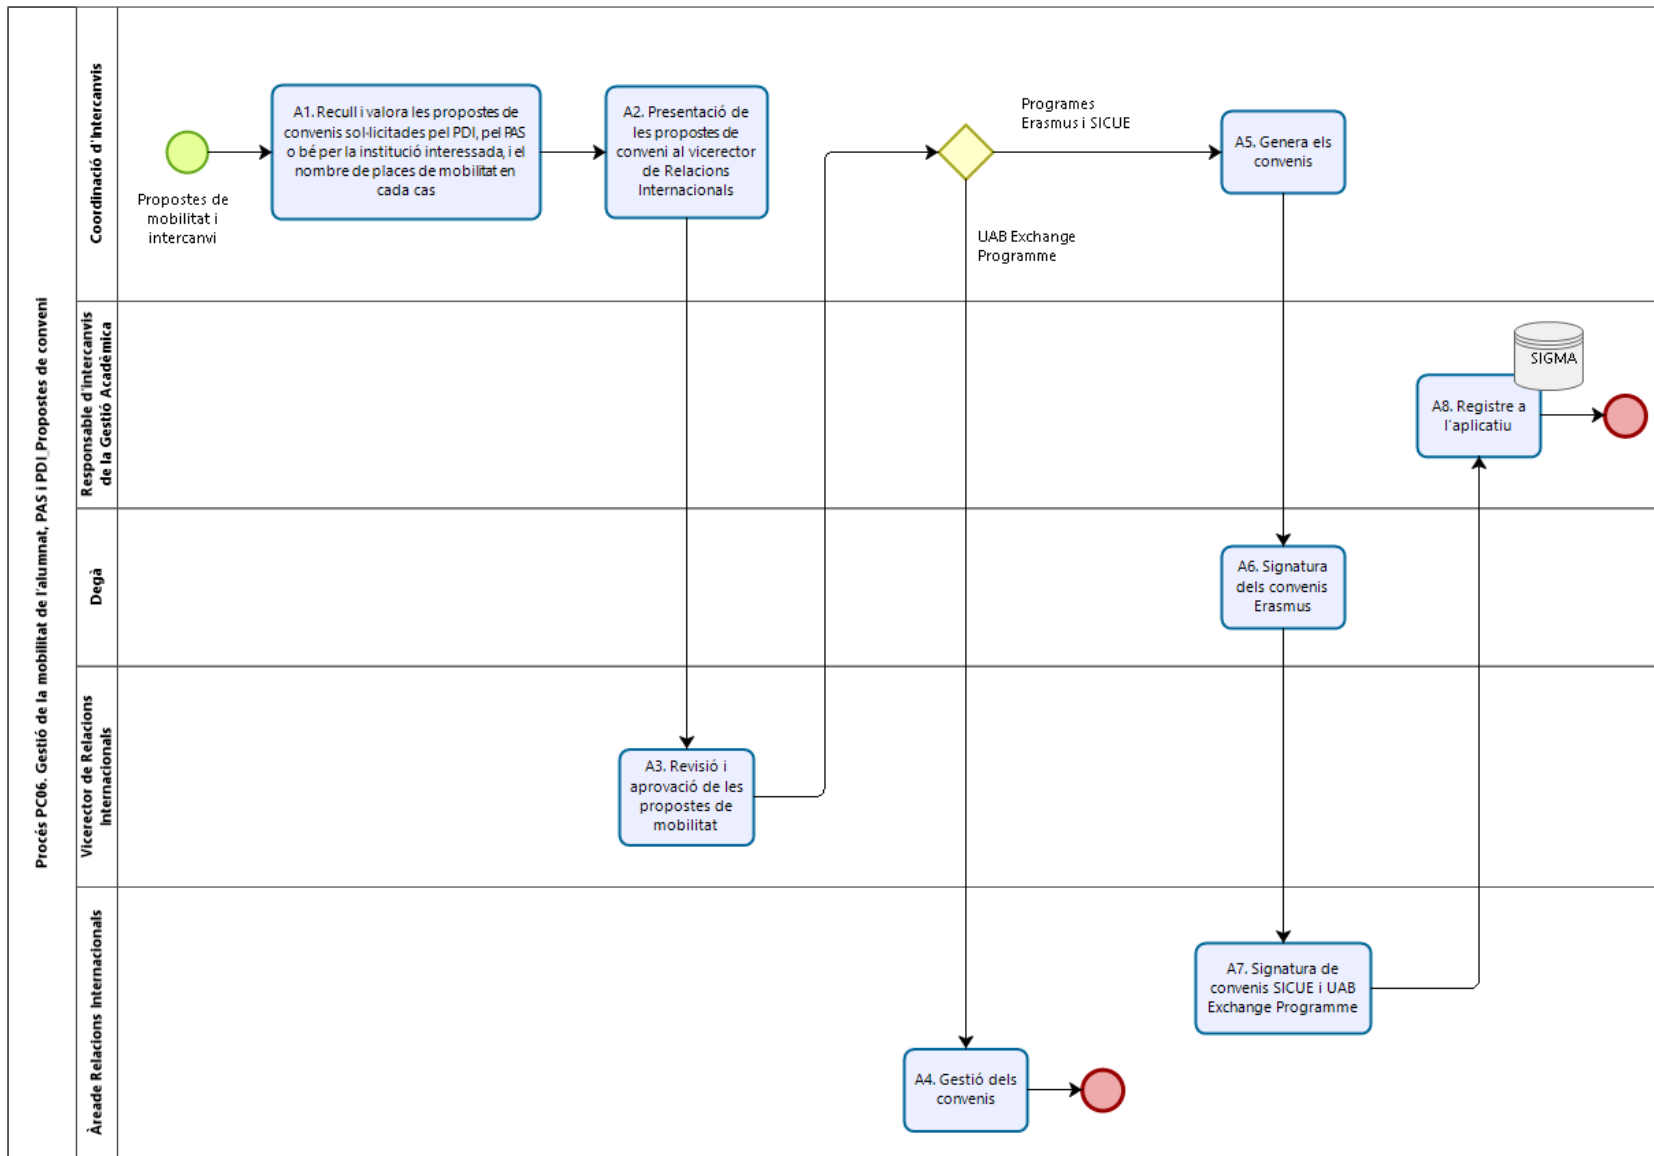 Procés PC06. Gestió de la mobilitat de l'alumnat, PAS i PDI_Propostes de conveni
Coordinació d'Intercanvis
Propostes de
mobilitat i
intercanvi
A1. Recull i valora les propostes de
convenis sol·licitades pel PDI, pel PAS
o bé per la institució interessada, i el
nombre de places de mobilitat en
cada cas
A2. Presentació de
les propostes de
conveni al vicerector
de Relacions
Internacionals
Programes
Erasmus i SICUE
UAB Exchange
Programme
A5. Genera els
convenis
Responsable d'intercanvis
de la Gestió Acadèmica
SIGMA
A8. Registre a
l'aplicatiu
Degà
A6. Signatura
dels convenis
Erasmus
Vicerector de Relacions
Internacionals
A3. Revisió i
aprovació de les
propostes de
mobilitat
Àreade Relacions Internacionals
A7. Signatura de
convenis SICUE i UAB
Exchange Programme
A4. Gestió dels
convenis